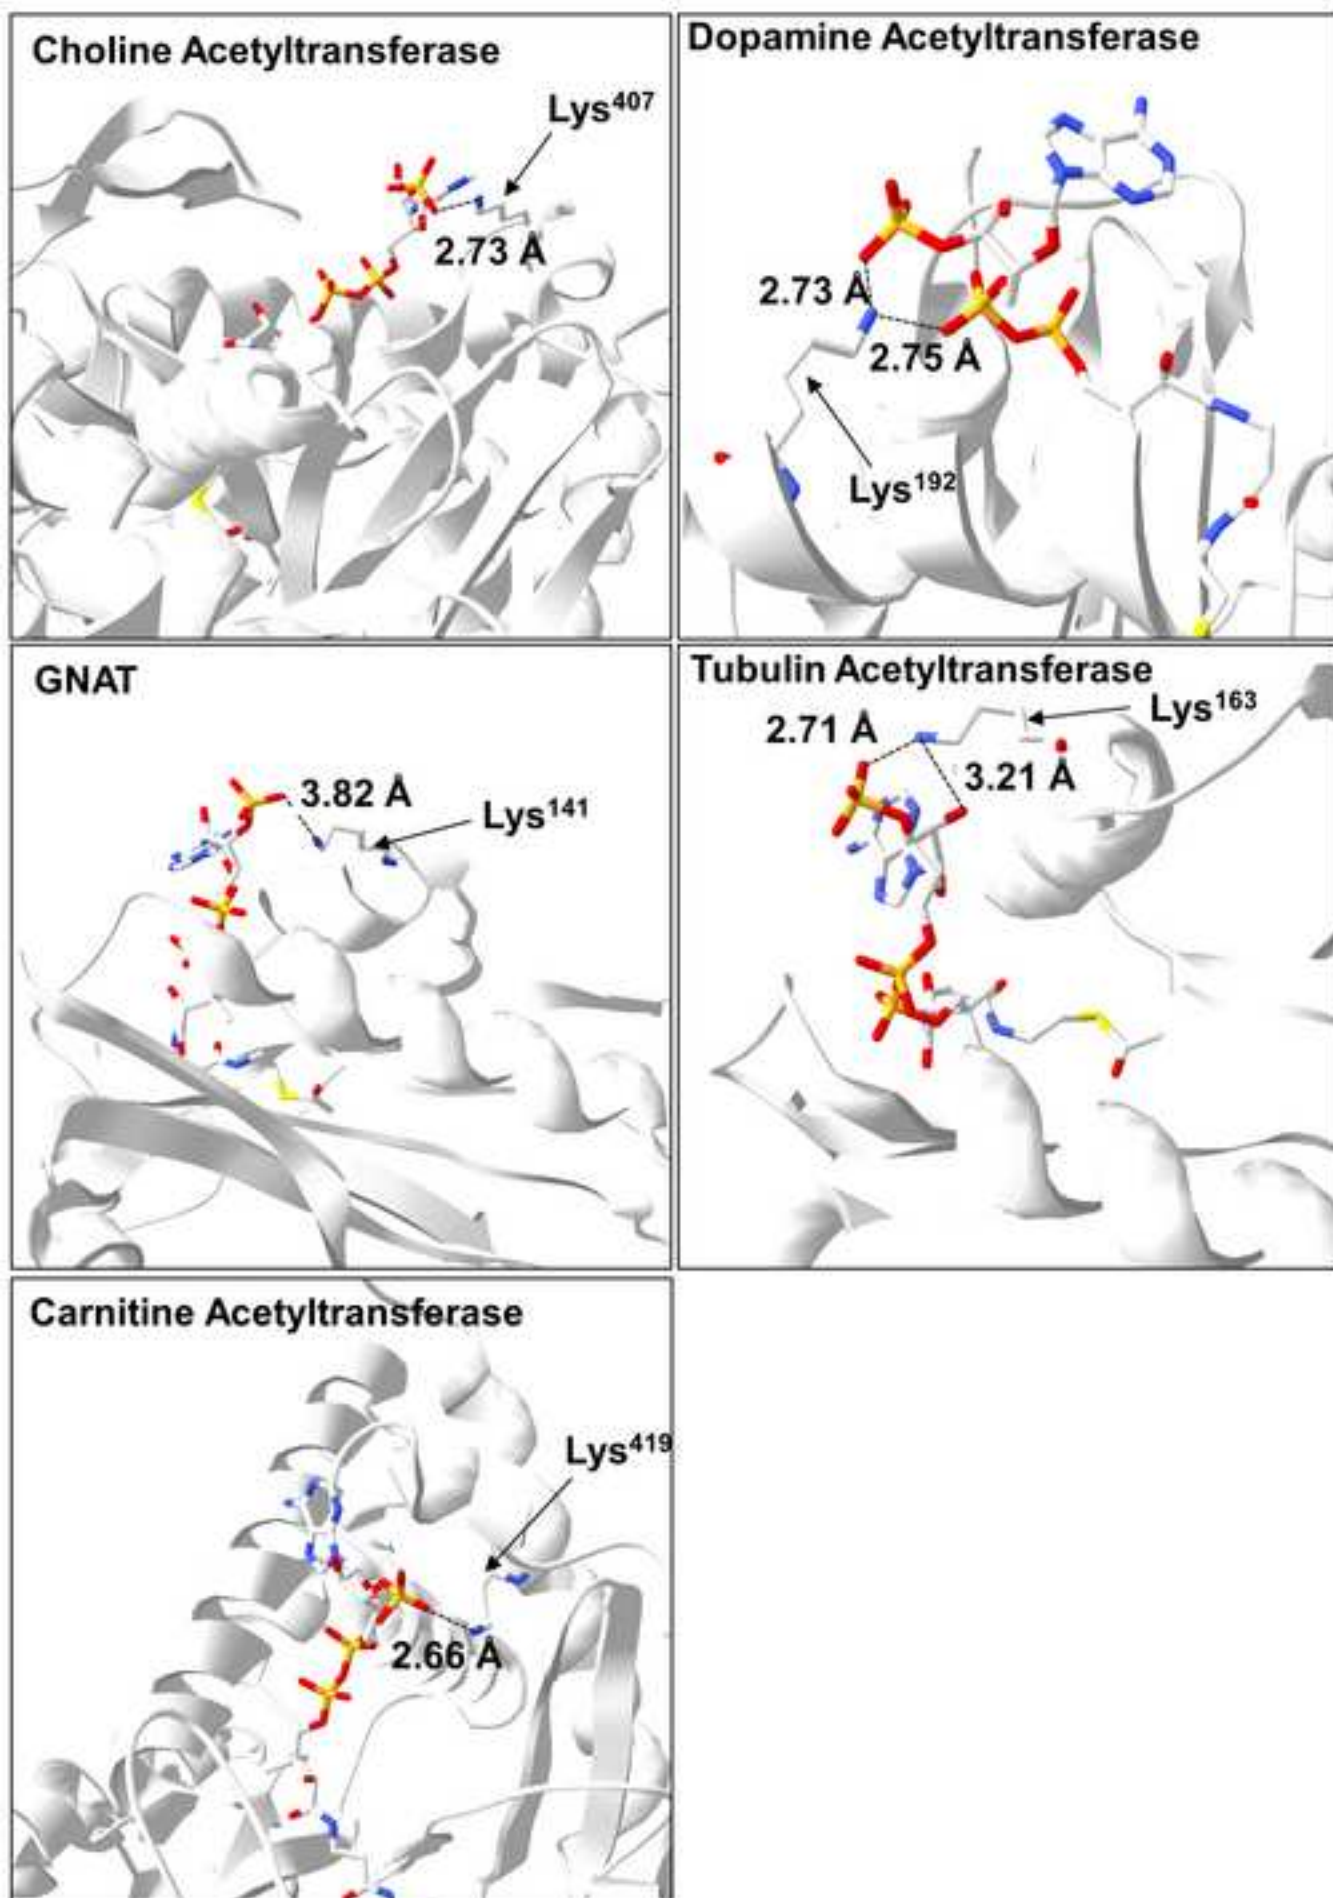 Choline Acetyltransferase
Lys407
2.73 Å
Dopamine Acetyltransferase
2.73 Å
2.75 Å
Lys192
GNAT
3.82 Å
Lys141
Tubulin Acetyltransferase
Lys163
2.71 Å
3.21 Å
Carnitine Acetyltransferase
Lys419
2.66 Å